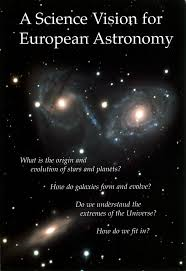 A Science Vision for
European Astronomy
What is the origin and
evolution of stars and planets?
How do galaxies form and evolve?
Do we understand the
extremes of the Universe?
How do we fit in?